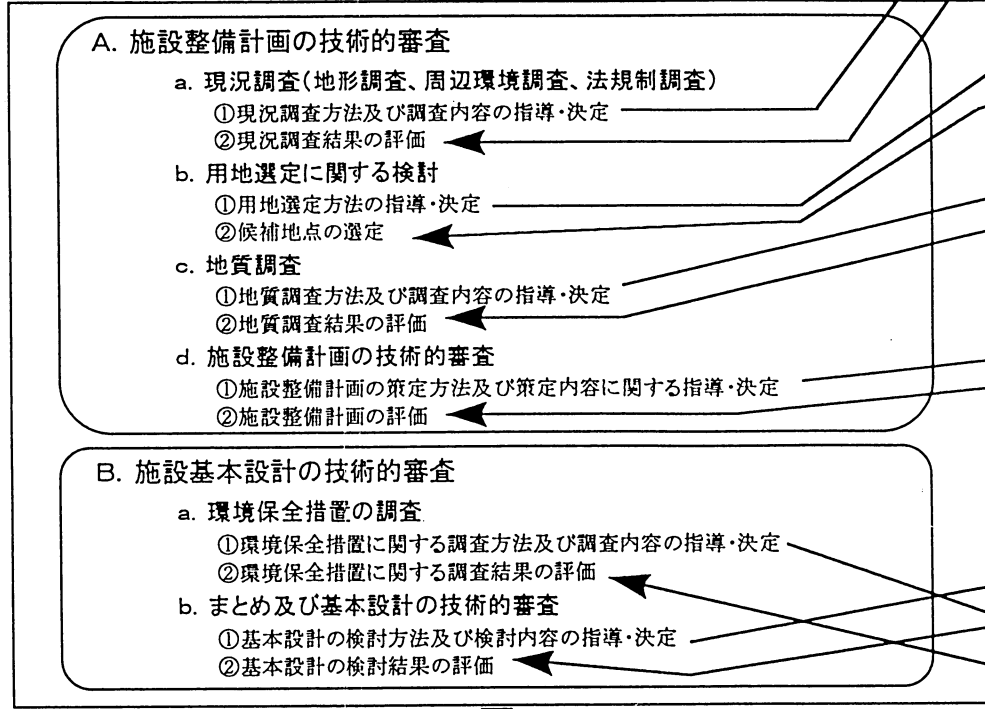 A. 施設整備計画の技術的審査
a. 現況調査(地形調査、周辺環境調査、法規制調査)
①現況調査方法及び調査内容の指導・決定
②現況調査結果の評価
b. 用地選定に関する検討
①用地選定方法の指導・決定
②候補地点の選定
c. 地質調査
①地質調査方法及び調査内容の指導・決定
②地質調査結果の評価
d. 施設整備計画の技術的審査
①施設整備計画の策定方法及び策定内容に関する指導・決定
②施設整備計画の評価
B. 施設基本設計の技術的審査
a. 環境保全措置の調査
①環境保全措置に関する調査方法及び調査内容の指導・決定
②環境保全措置に関する調査結果の評価
b. まとめ及び基本設計の技術的審査
①基本設計の検討方法及び検討内容の指導・決定
②基本設計の検討結果の評価